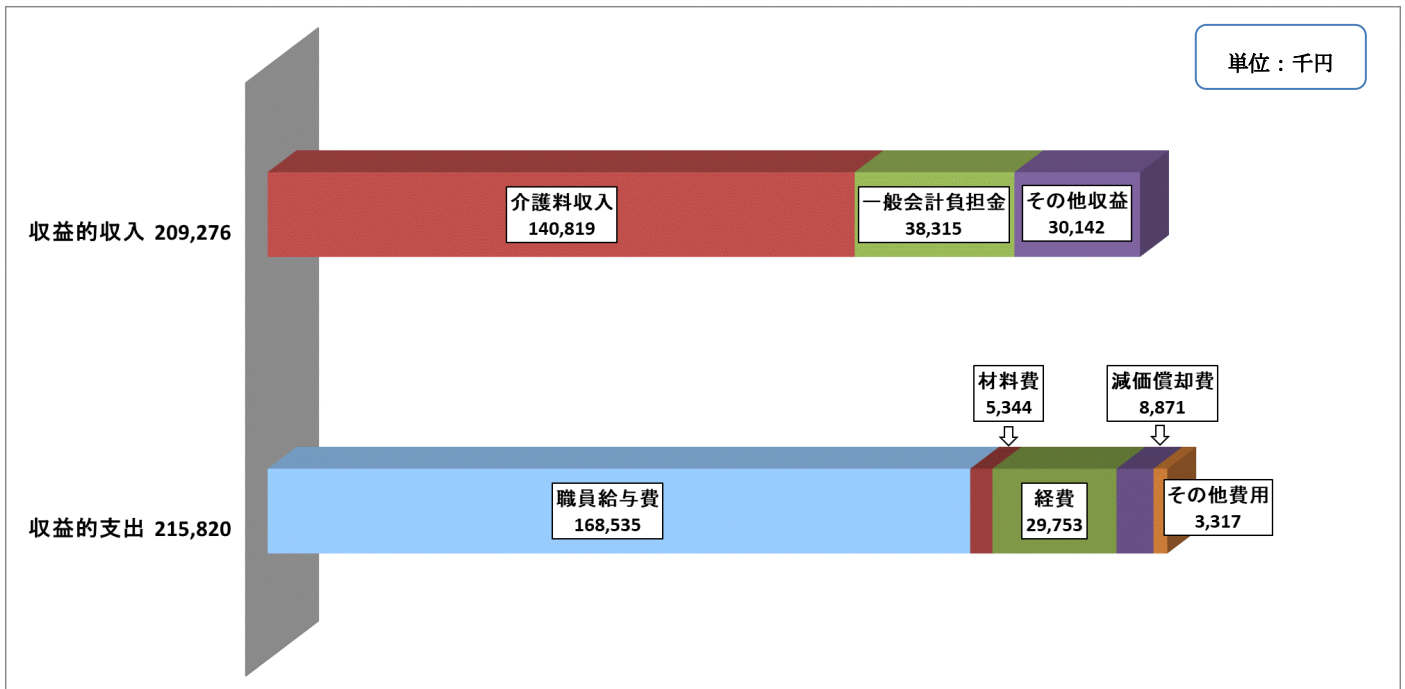 単位：千円
収益的収入 209,276
介護料収入
140,819
一般会計負担金
38,315
その他収益
30,142
収益的支出 215,820
職員給与費
168,535
材料費
5,344
経費
29,753
減価償却費
8,871
その他費用
3,317